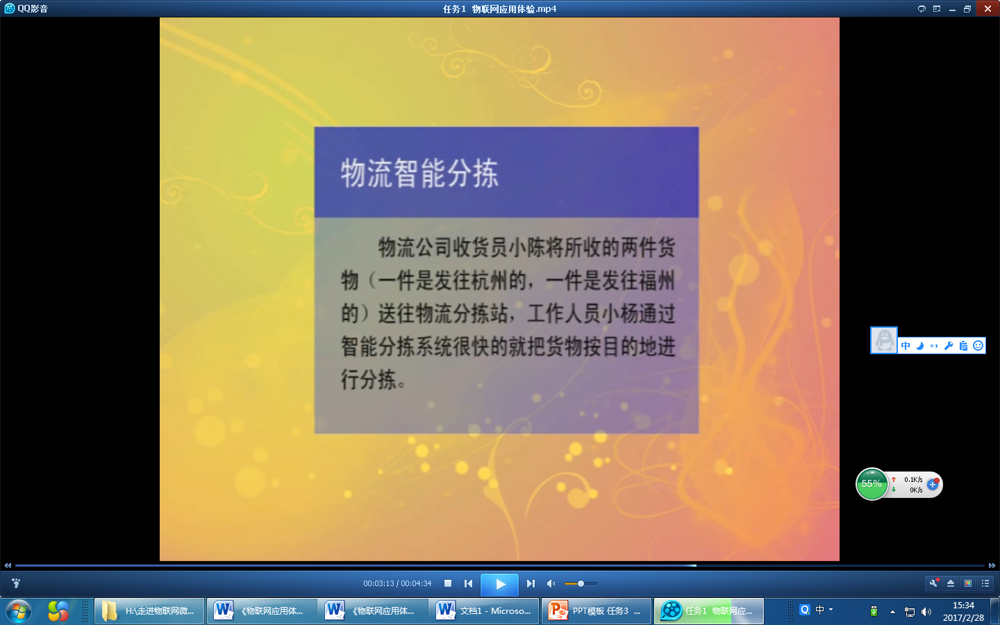 QQ影音
任务1 物联网应用体验.mp4
物流智能分拣
物流公司收货员小陈将所收的两件货
物（一件是发往杭州的，一件是发往福州
的）送往物流分拣站，工作人员小杨通过
智能分拣系统很快的就把货物按目的地进
行分拣。
中
55%
0.1K/s
0K/s
00:03:13 / 00:04:34
H:\走进物联网微...
《物联网应用体...
《物联网应用体...
文档1 - Microso...
PPT模板 任务3 ...
任务1 物联网应...
中
15:34
2017/2/28